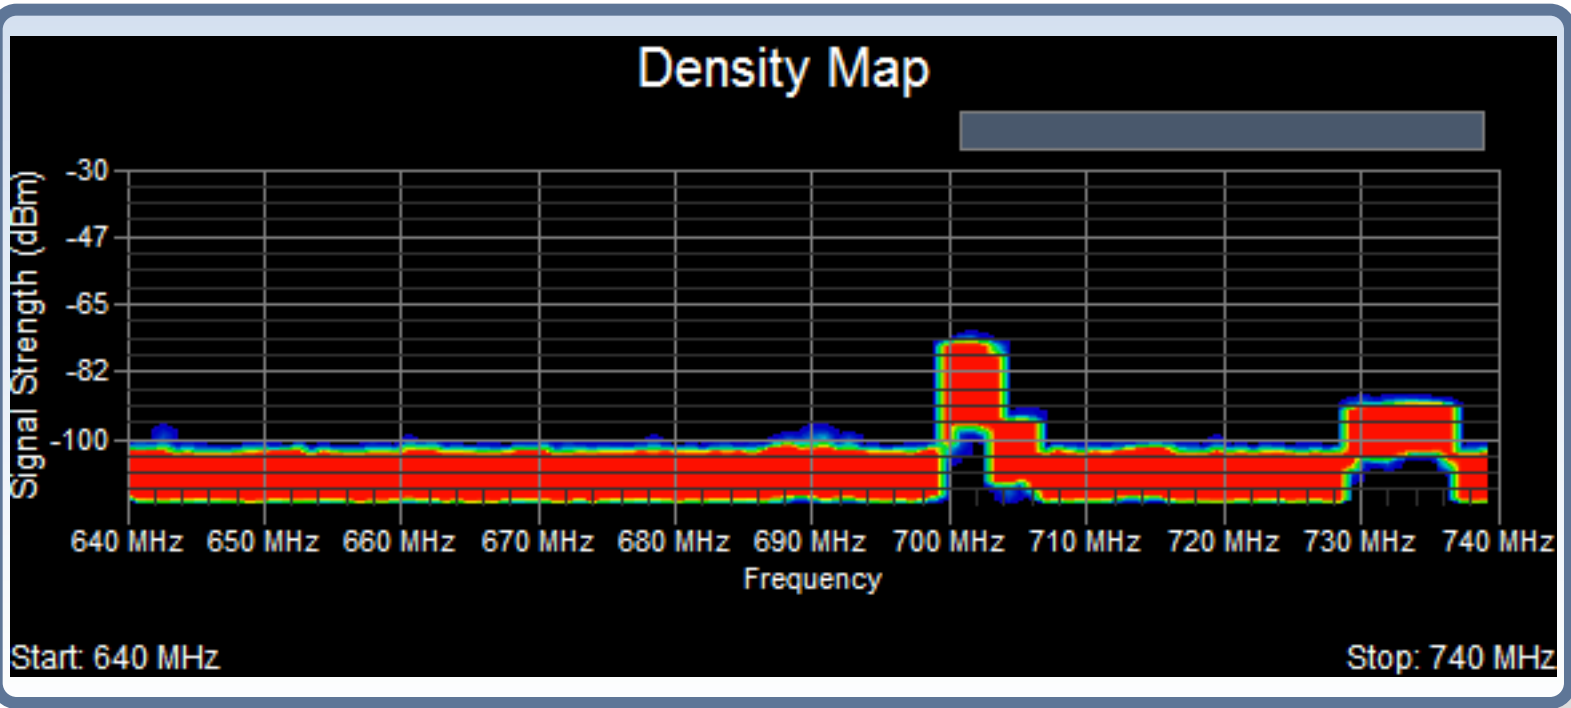 Density Map
Signal Strength (dBm)
-30
-47
-65
-82
-100
640 MHz 650 MHz 660 MHz 670 MHz 680 MHz 690 MHz 700 MHz 710 MHz 720 MHz 730 MHz 740 MHz
Frequency
Start: 640 MHz Stop: 740 MHz